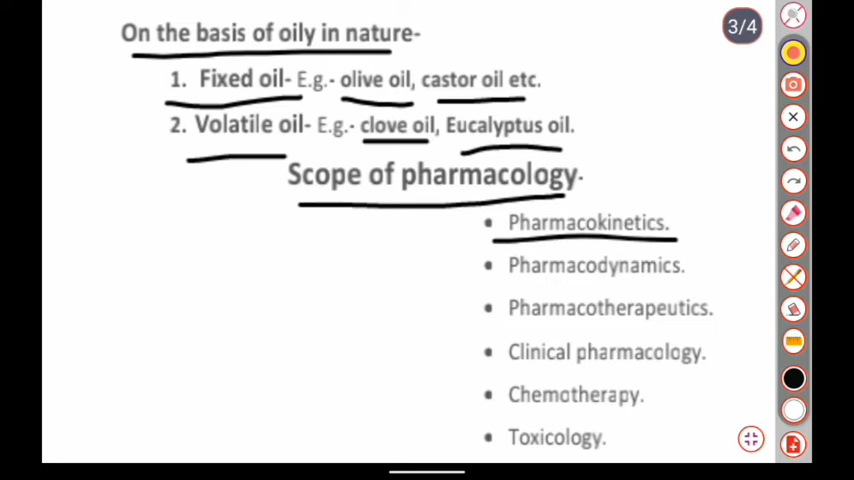 3/4
On the basis of oily in nature-
1. Fixed oil- E.g.- olive oil, castor oil etc.
2. Volatile oil- E.g.- clove oil, Eucalyptus oil.
Scope of pharmacology-
• Pharmacokinetics.
• Pharmacodynamics.
• Pharmacotherapeutics.
• Clinical pharmacology.
• Chemotherapy.
• Toxicology.